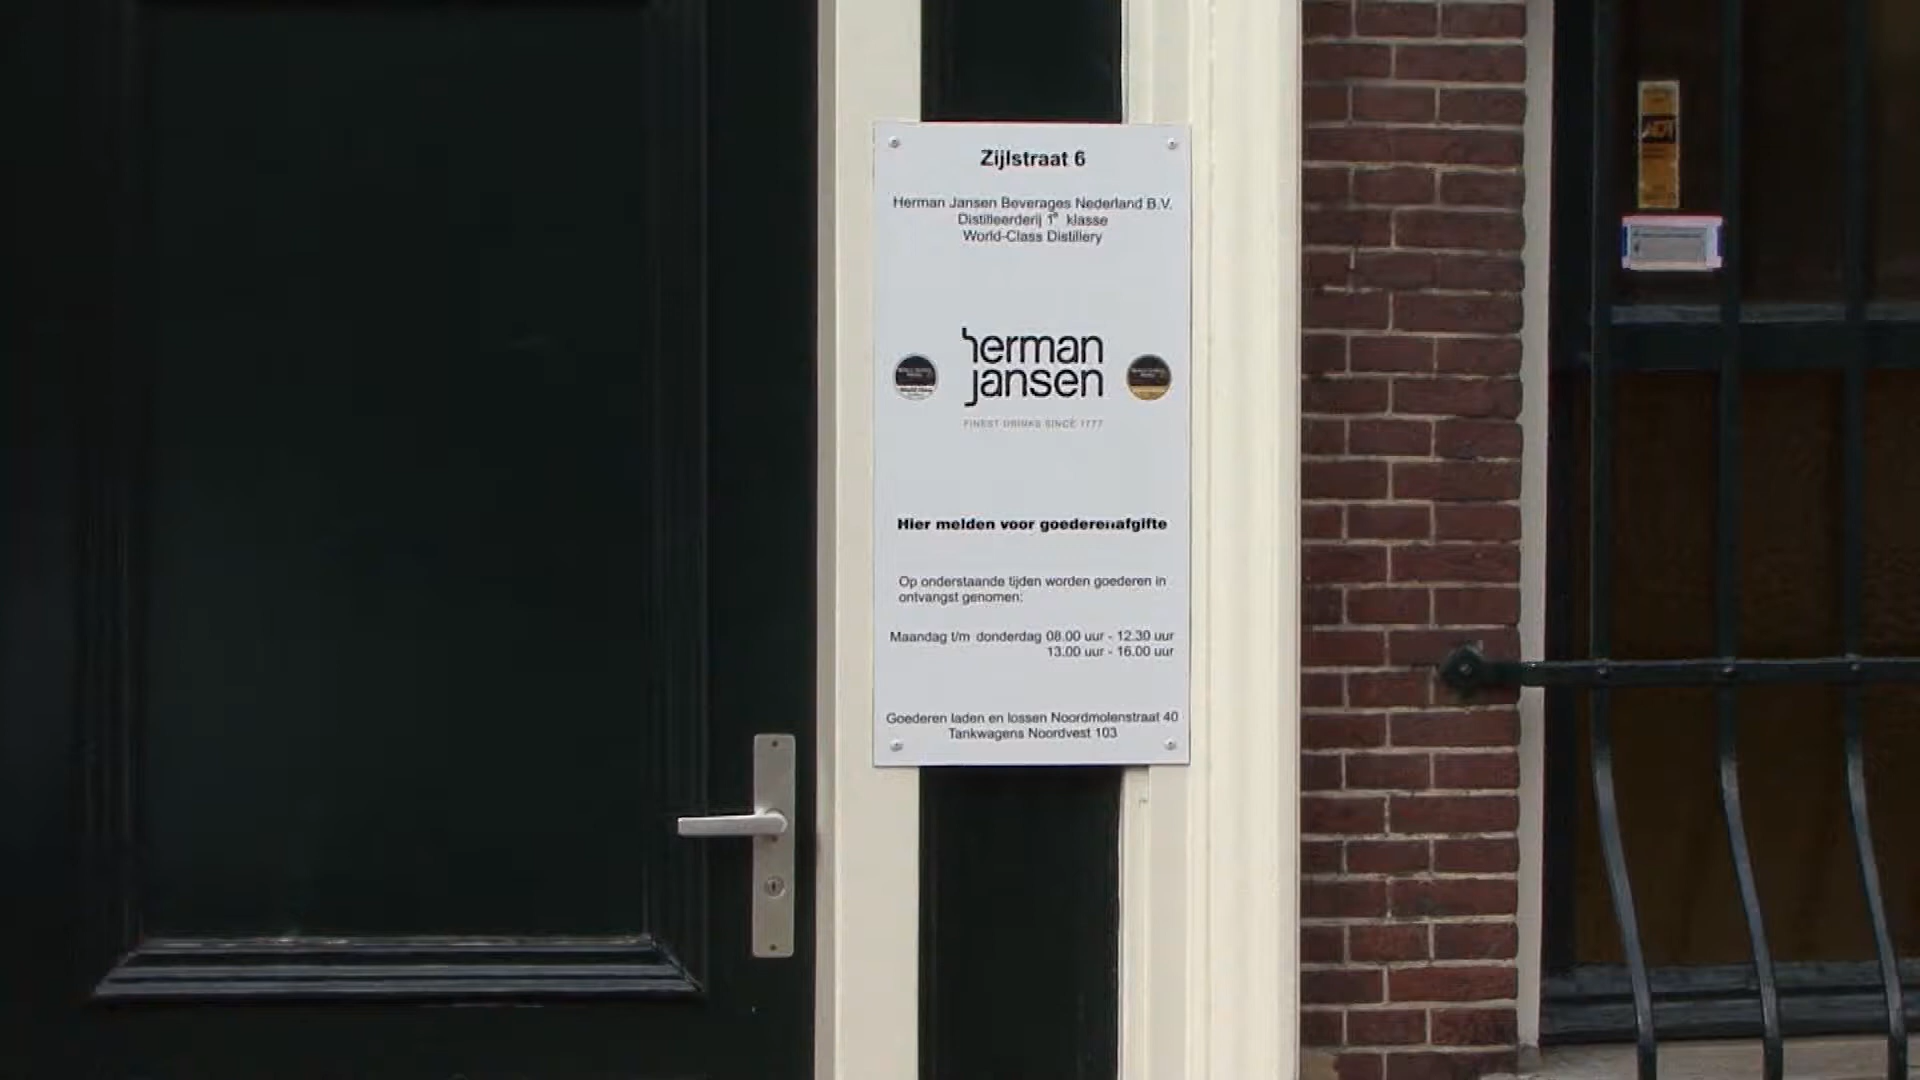 Zijlstraat 6
Herman Jansen Beverages Nederland B.V.
Distilleerderij 1e klasse
World-Class Distillery
herman
jansen
FINEST DRINKS SINCE 1777
Hier melden voor goederenafgifte
Op onderstaande tijden worden goederen in
ontvangst genomen:
Maandag t/m donderdag 08.00 uur - 12.30 uur
13.00 uur - 16.00 uur
Goederen laden en lossen Noordmolenstraat 40
Tankwagens Noordvest 103
ADT